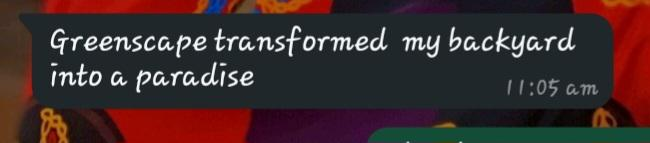 Greenscape transformed my backyard
into a paradise
11:05 am